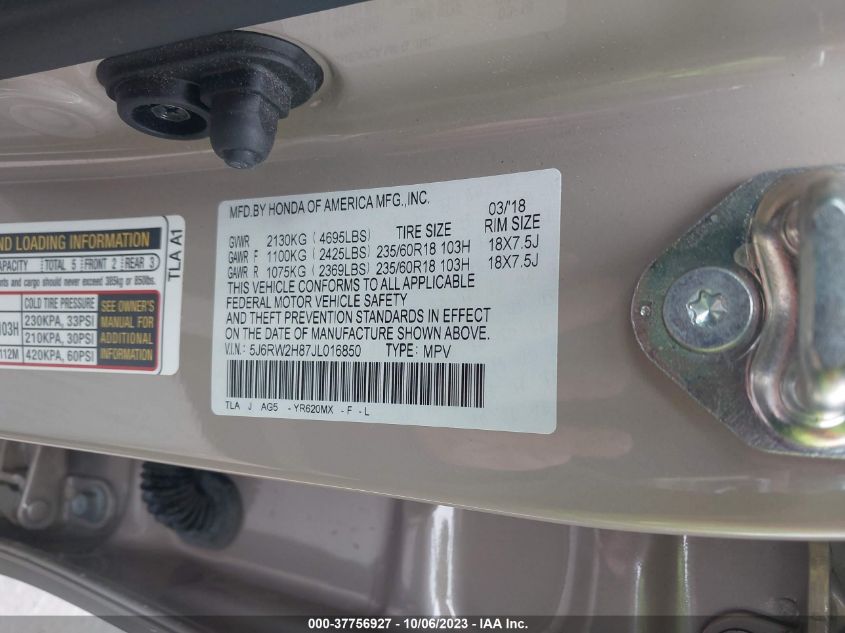 MFD.BY HONDA OF AMERICA MFG.,INC.
03/'18
GVWR 2130KG (4695LBS) TIRE SIZE RIM SIZE
GAWR F 1100KG (2425LBS) 235/60R18 103H 18X7.5J
GAWR R 1075KG (2369LBS) 235/60R18 103H 18X7.5J
THIS VEHICLE CONFORMS TO ALL APPLICABLE
FEDERAL MOTOR VEHICLE SAFETY
AND THEFT PREVENTION STANDARDS IN EFFECT
ON THE DATE OF MANUFACTURE SHOWN ABOVE.
V.I.N.: 5J6RW2H87JL016850 TYPE: MPV
TLA J AG5 -YR620MX -F -L
ND LOADING INFORMATION
APACITY TOTAL 5 FRONT 2 REAR 3
ants and cargo should never exceed 385kg or 850lbs.
COLD TIRE PRESSURE
103H 230KPA, 33PSI
210KPA, 30PSI
112M 420KPA, 60PSI
SEE OWNER'S
MANUAL FOR
ADDITIONAL
INFORMATION
TLA A1
000-37756927 - 10/06/2023 - IAA Inc.